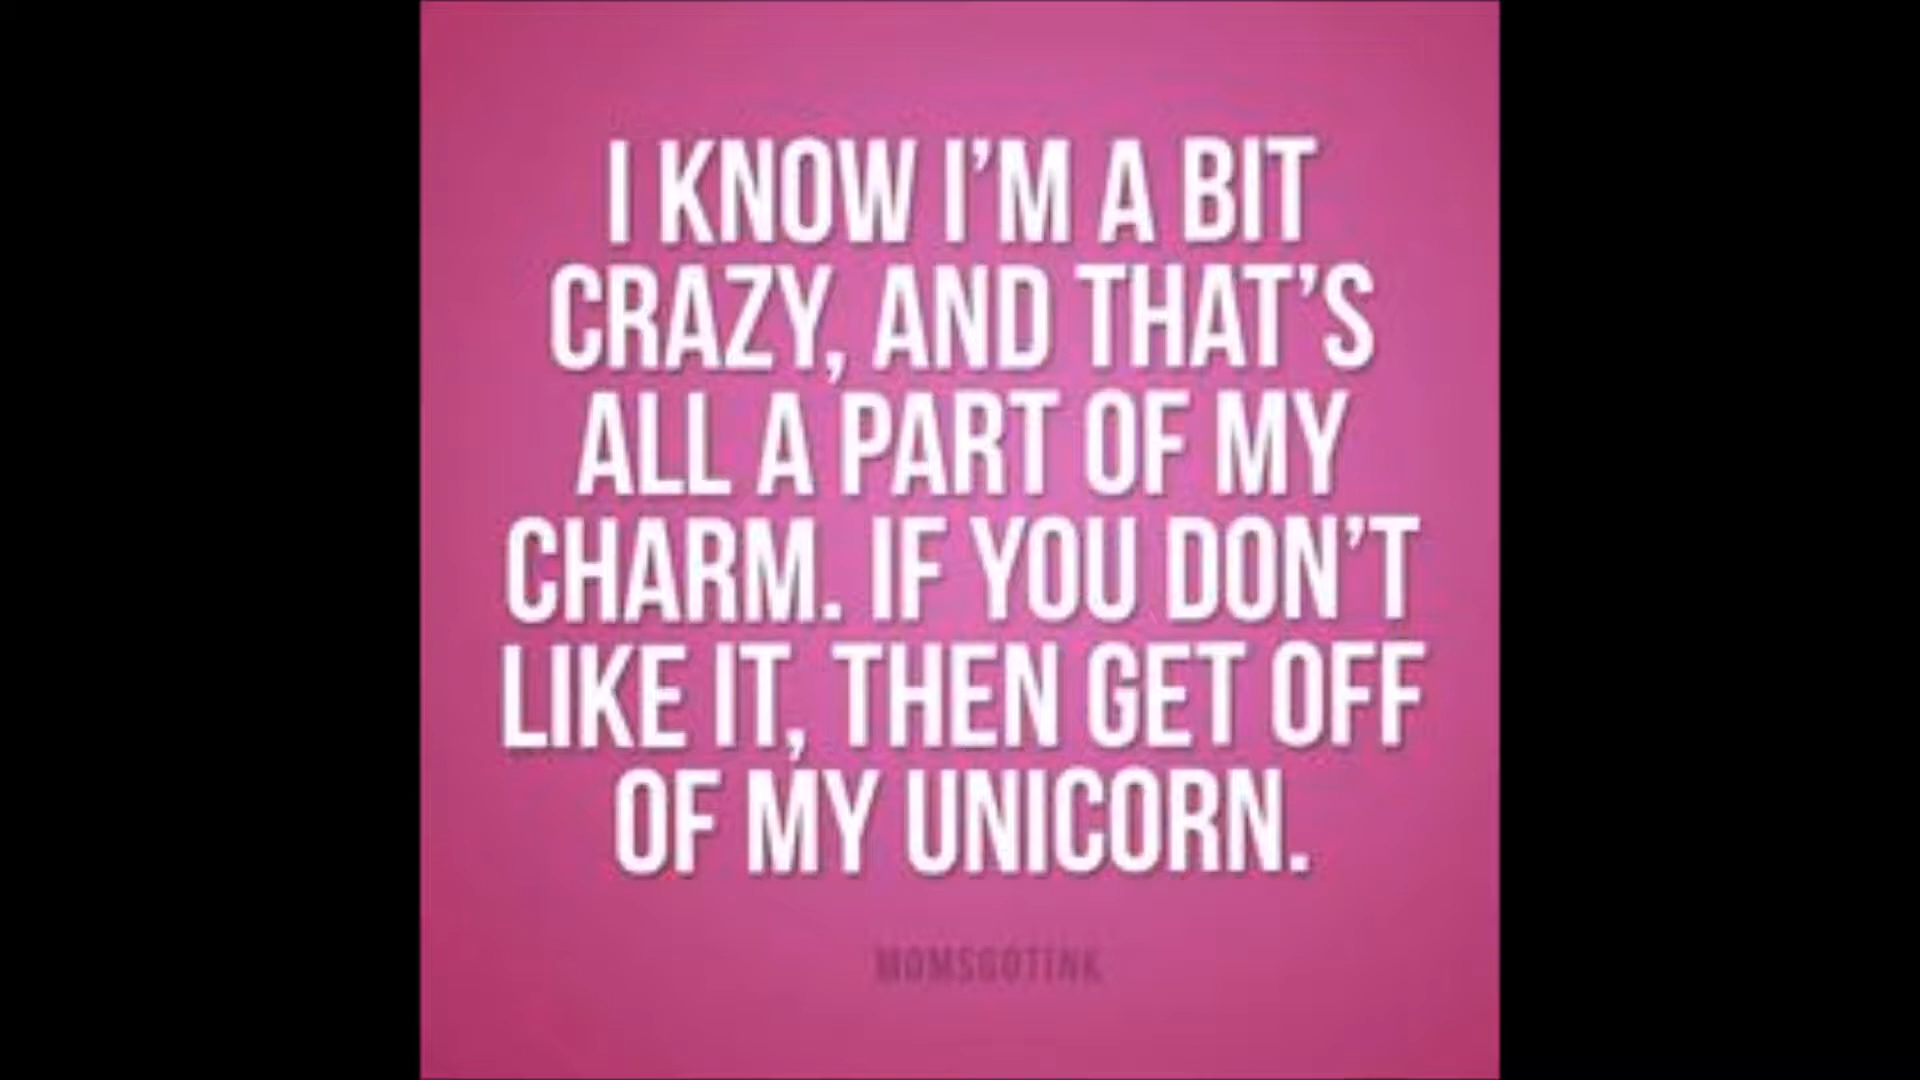 I KNOW I'M A BIT
CRAZY, AND THAT'S
ALL A PART OF MY
CHARM. IF YOU DON'T
LIKE IT, THEN GET OFF
OF MY UNICORN.
MOMSGOTINK